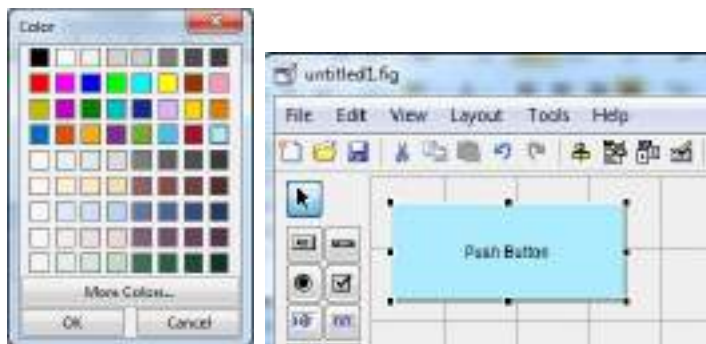 Color
More Colors...
OK
Cancel
untitled1.fig
File Edit View Layout Tools Help
Push Button